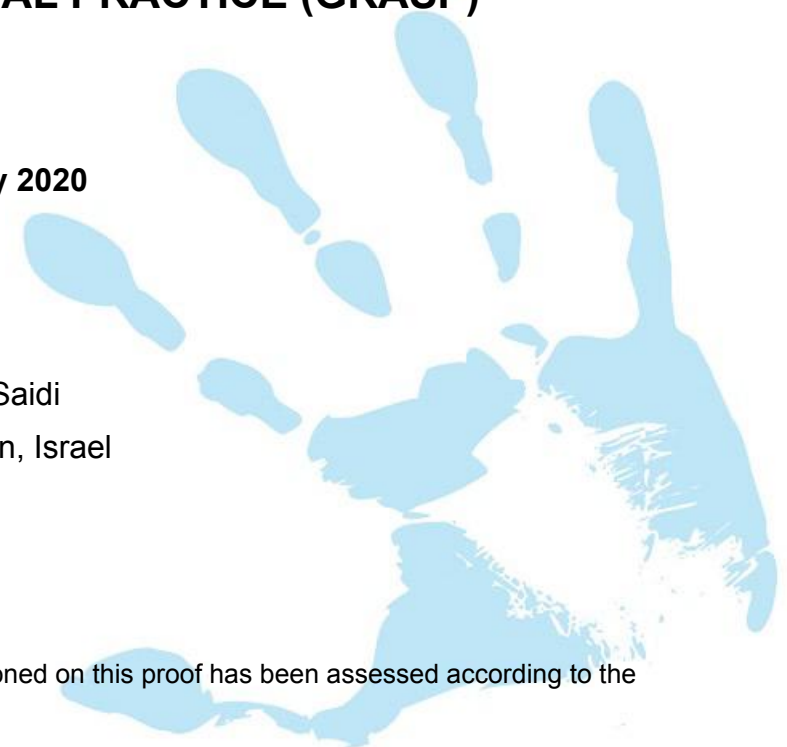 AL PRACTICE (GRASP)
y 2020
Saidi
n, Israel
oned on this proof has been assessed according to the